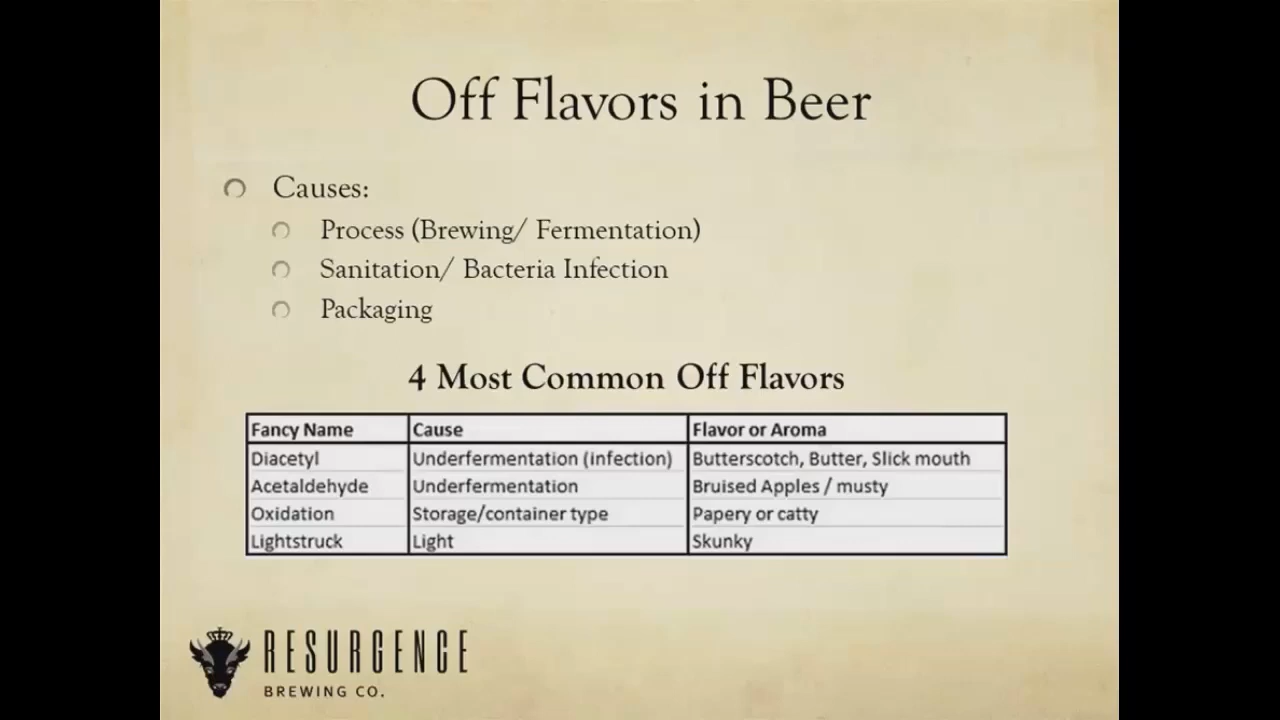 Off Flavors in Beer
Causes:
Process (Brewing/ Fermentation)
Sanitation/ Bacteria Infection
Packaging
4 Most Common Off Flavors
Fancy Name Cause Flavor or Aroma
Diacetyl Underfermentation (infection) Butterscotch, Butter, Slick mouth
Acetaldehyde Underfermentation Bruised Apples / musty
Oxidation Storage/container type Papery or catty
Lightstruck Light Skunky
RESURGENCE
BREWING CO.